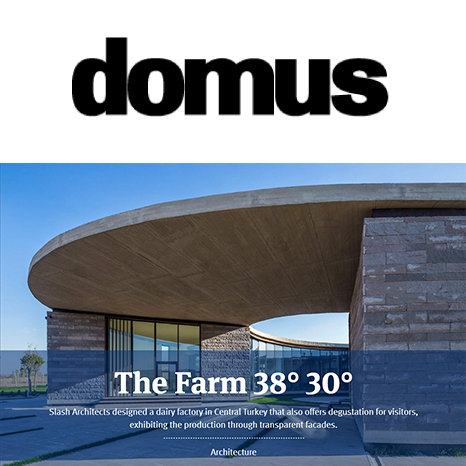 domus
The Farm 38° 30°
Slash Architects designed a dairy factory in Central Turkey that also offers degustation for visitors,
exhibiting the production through transparent facades.
Architecture